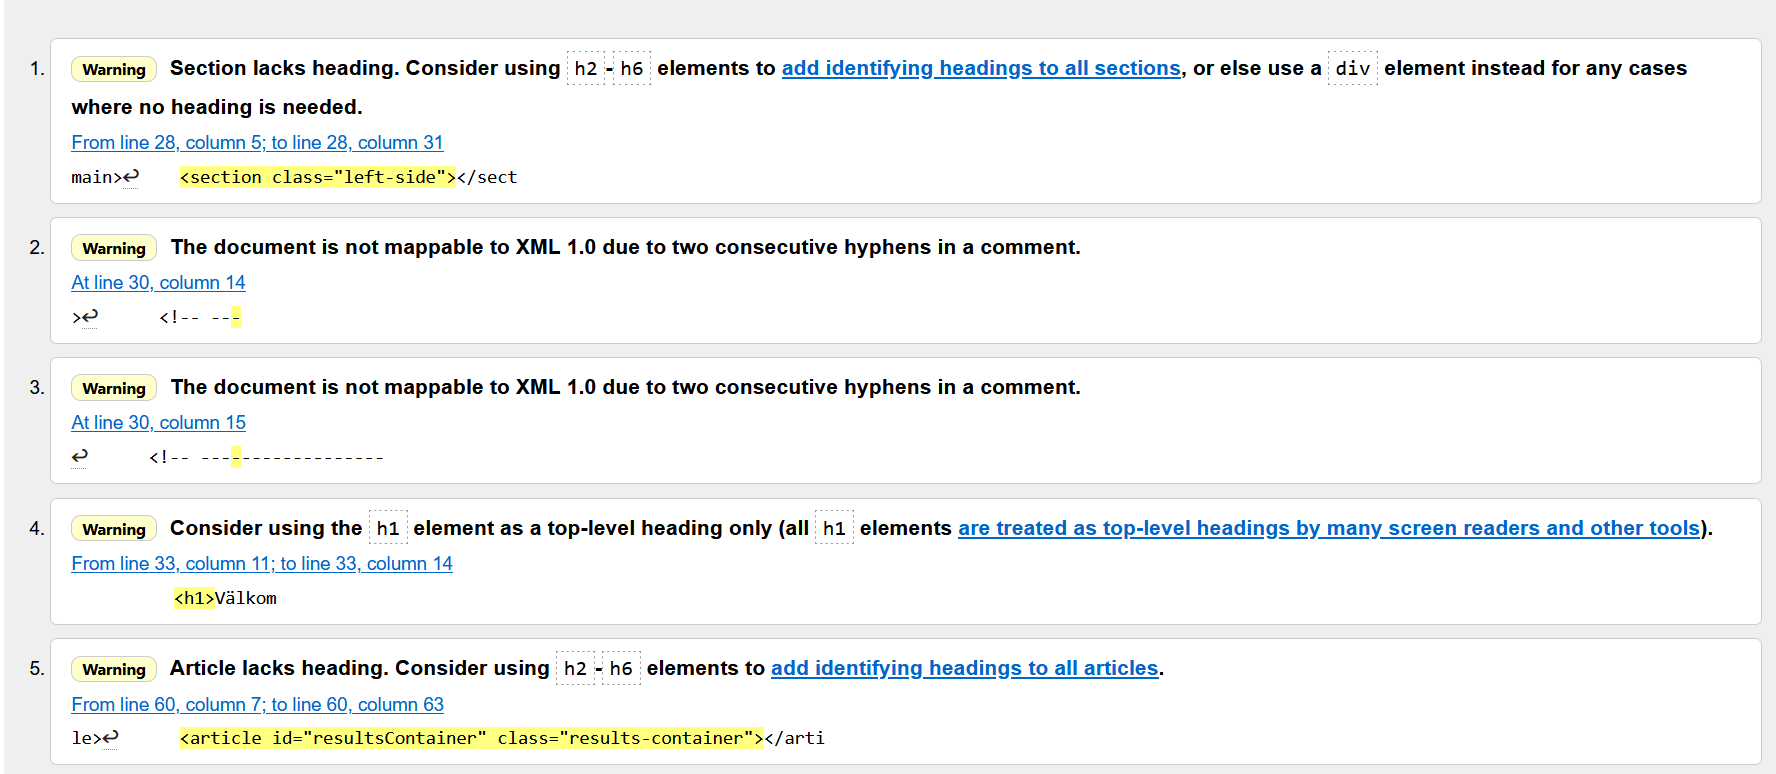 1. Warning Section lacks heading. Consider using h2-h6 elements to add identifying headings to all sections, or else use a div element instead for any cases
where no heading is needed.
From line 28, column 5; to line 28, column 31
main>↩    <section class="left-side"></sect
2. Warning The document is not mappable to XML 1.0 due to two consecutive hyphens in a comment.
At line 30, column 14
>↩      <!-- ---
3. Warning The document is not mappable to XML 1.0 due to two consecutive hyphens in a comment.
At line 30, column 15
↩      <!-- ------------------
4. Warning Consider using the h1 element as a top-level heading only (all h1 elements are treated as top-level headings by many screen readers and other tools).
From line 33, column 11; to line 33, column 14
<h1>Välkom
5. Warning Article lacks heading. Consider using h2-h6 elements to add identifying headings to all articles.
From line 60, column 7; to line 60, column 63
le>↩      <article id="resultsContainer" class="results-container"></arti